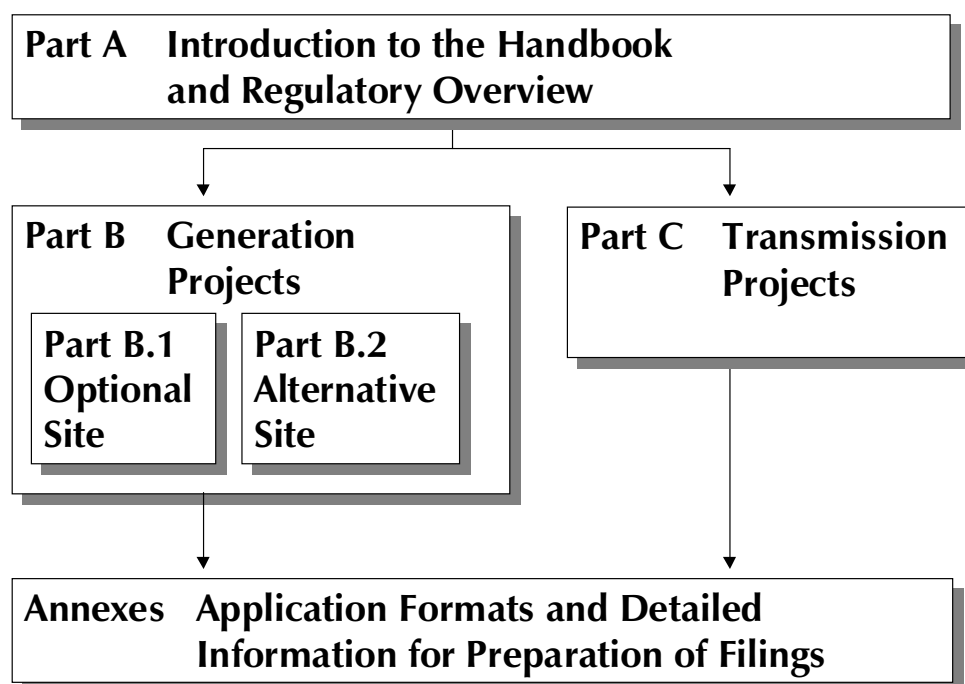 Part A Introduction to the Handbook
and Regulatory Overview
Part B Generation
Projects
Part B.1
Optional
Site
Part B.2
Alternative
Site
Part C Transmission
Projects
Annexes Application Formats and Detailed
Information for Preparation of Filings